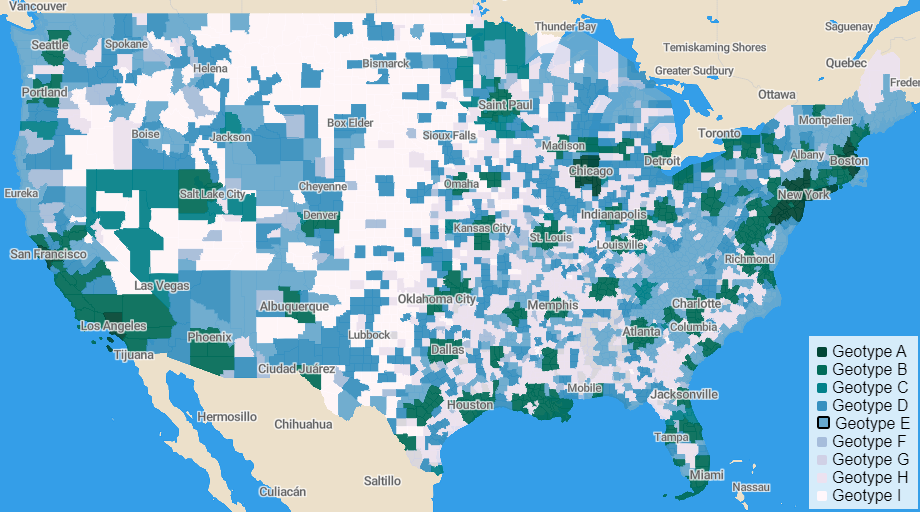 Vancouver
Seattle
Spokane
Thunder Bay
Saguenay
Temiskaming Shores
Helena
Bismarck
Greater Sudbury
Quebec
Portland
Ottawa
Saint Paul
Montpelier
Boise
Jackson
Box Elder
Sioux Falls
Toronto
Madison
Detroit
Albany
Boston
Chicago
Eureka
Salt Lake City
Cheyenne
Omaha
New York
Denver
Indianapolis
Kansas City
St. Louis
Louisville
San Francisco
Richmond
Las Vegas
Albuquerque
Oklahoma City
Memphis
Charlotte
Los Angeles
Phoenix
Lubbock
Atlanta
Columbia
Tijuana
Dallas
Ciudad Juárez
Mobile
Jacksonville
Houston
Hermosillo
Chihuahua
Tampa
Miami
Saltillo
Nassau
Culiacán
Geotype A
Geotype B
Geotype C
Geotype D
Geotype E
Geotype F
Geotype G
Geotype H
Geotype I